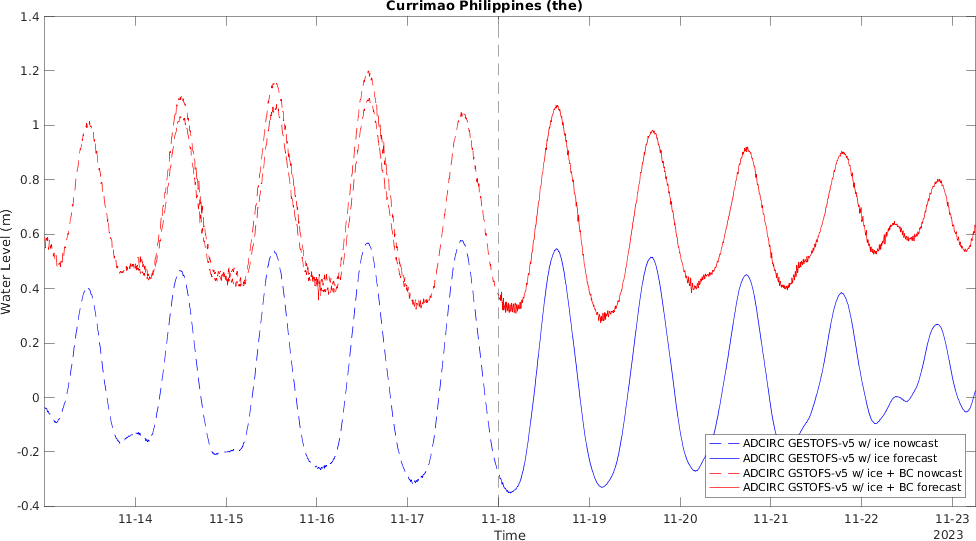 Currimao Philippines (the)
1.4
1.2
1
0.8
0.6
0.4
0.2
0
-0.2
-0.4
Water Level (m)
ADCIRC GESTOFS-v5 w/ ice nowcast
ADCIRC GESTOFS-v5 w/ ice forecast
ADCIRC GSTOFS-v5 w/ ice + BC nowcast
ADCIRC GSTOFS-v5 w/ ice + BC forecast
11-14 11-15 11-16 11-17 11-18 11-19 11-20 11-21 11-22 11-23
2023
Time